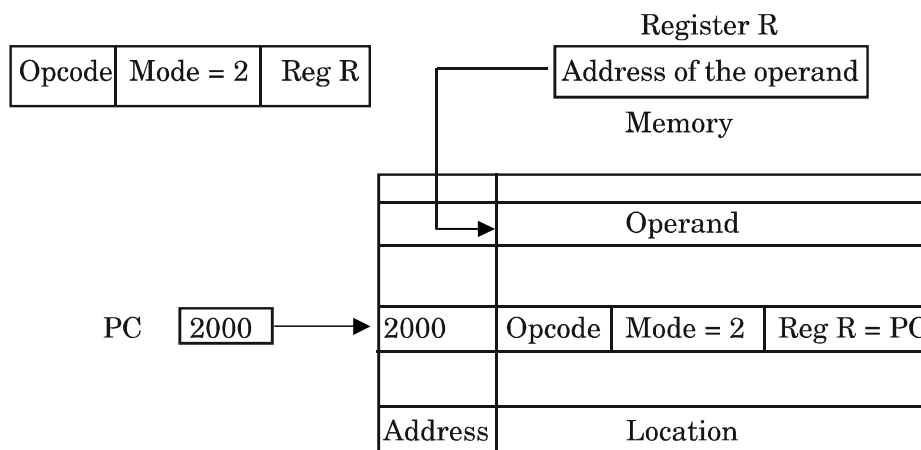 Register R
Opcode Mode = 2 Reg R
Address of the operand
Memory
Operand
PC 2000
2000 Opcode Mode = 2 Reg R = PC
Address Location